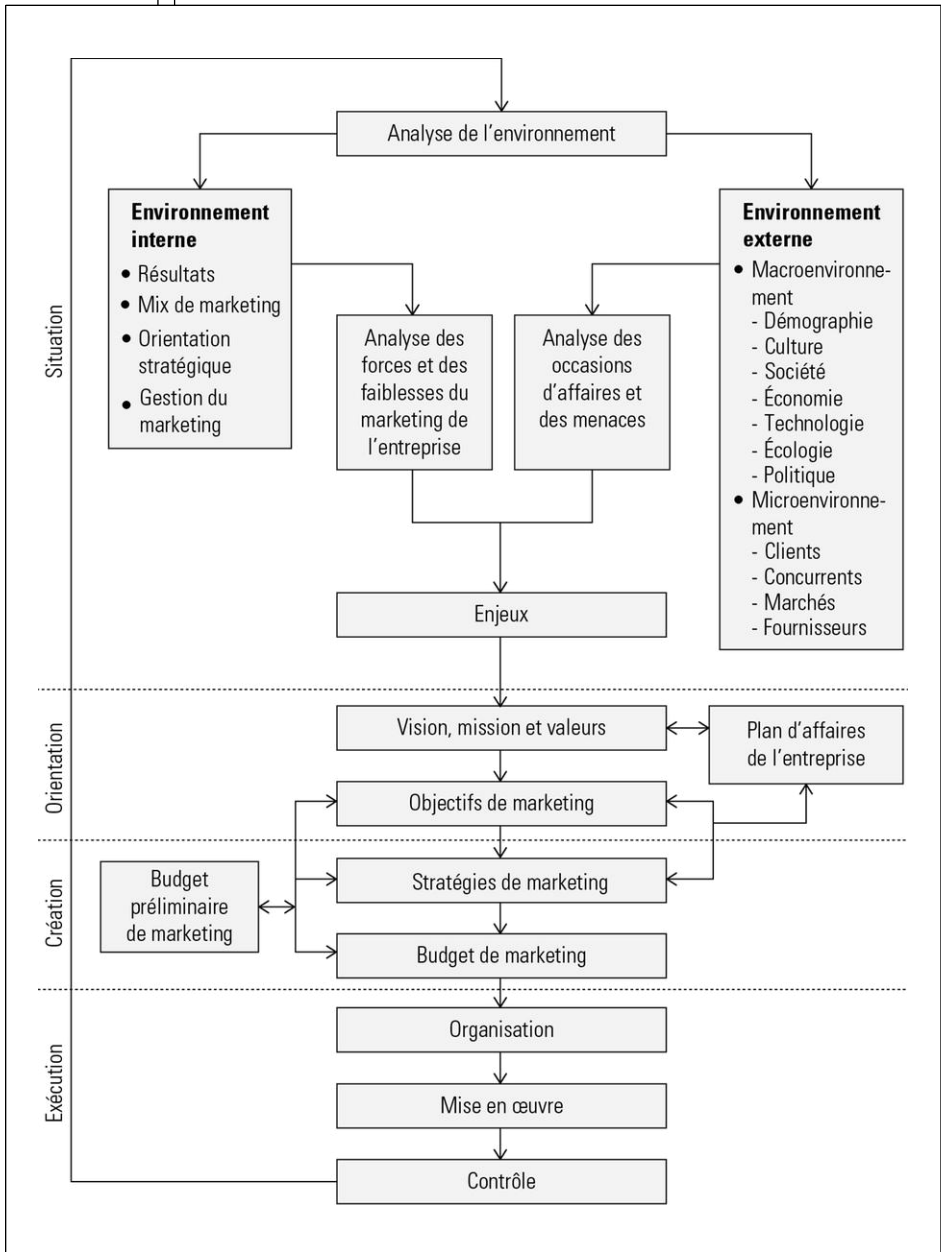 Analyse de l'environnement
Environnement
interne
• Résultats
• Mix de marketing
• Orientation
stratégique
• Gestion du
marketing
Analyse des
forces et des
faiblesses du
marketing de
l'entreprise
Analyse des
occasions
d'affaires et
des menaces
Environnement
externe
• Macroenvironne-
ment
- Démographie
- Culture
- Société
- Économie
- Technologie
- Écologie
- Politique
• Microenvironne-
ment
- Clients
- Concurrents
- Marchés
- Fournisseurs
Situation
Enjeux
Orientation
Vision, mission et valeurs
Plan d'affaires
de l'entreprise
Objectifs de marketing
Création
Budget
préliminaire
de marketing
Stratégies de marketing
Budget de marketing
Exécution
Organisation
Mise en œuvre
Contrôle